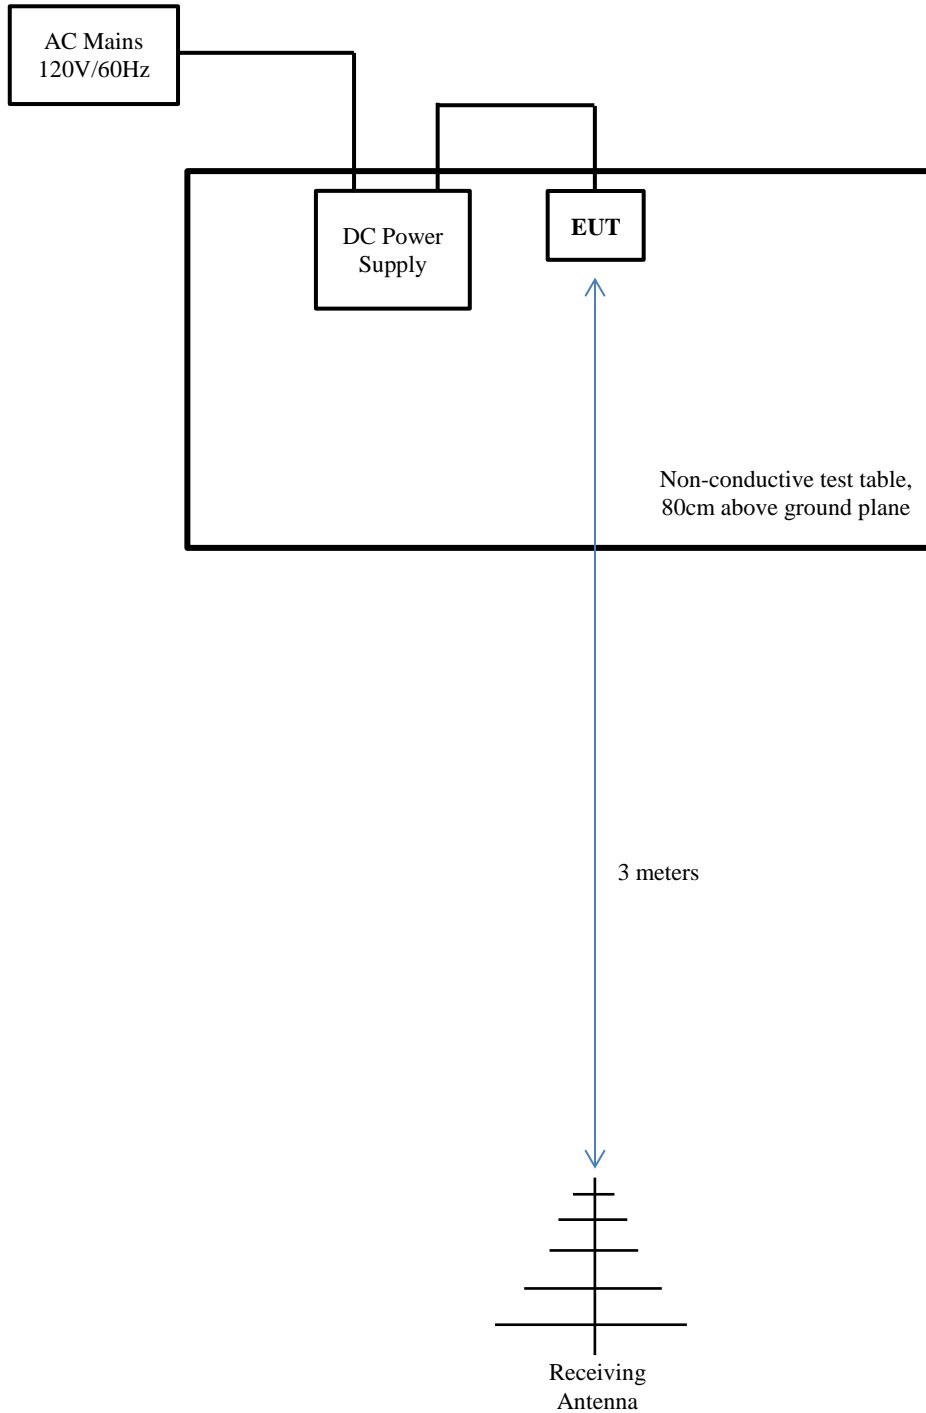 AC Mains
120V/60Hz
DC Power
Supply
EUT
Non-conductive test table,
80cm above ground plane
3 meters
Receiving
Antenna